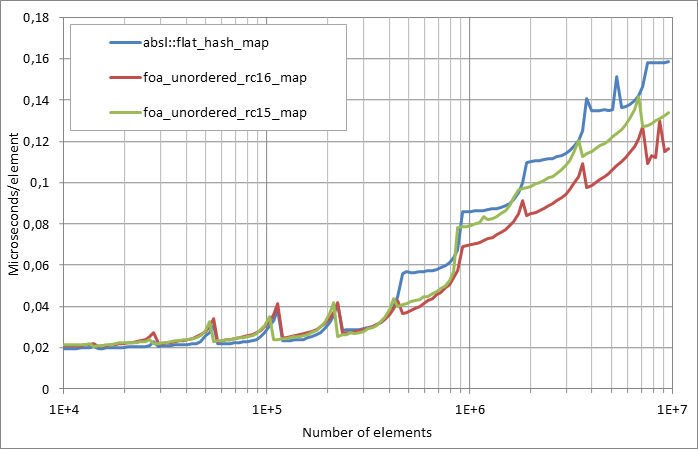 0,18
0,16
0,14
0,12
0,1
0,08
0,06
0,04
0,02
0
Microseconds/element
absl::flat_hash_map
foa_unordered_rc16_map
foa_unordered_rc15_map
1E+4 1E+5 1E+6 1E+7
Number of elements